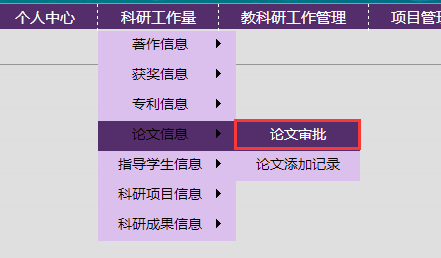 个人中心 科研工作量 教科研工作管理 项目管理
著作信息
获奖信息
专利信息
论文信息 论文审批
指导学生信息 论文添加记录
科研项目信息
科研成果信息